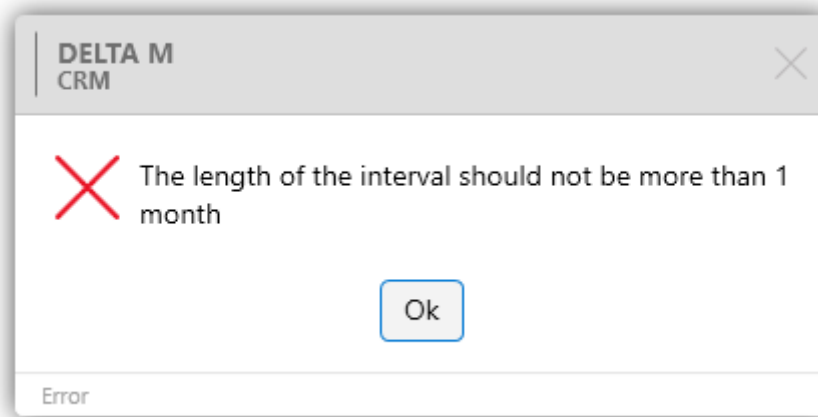 DELTA M
CRM
The length of the interval should not be more than 1
month
Ok
Error